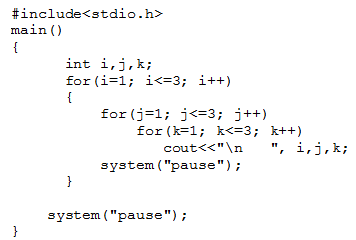 #include<stdio.h>
main()
{
int i,j,k;
for(i=1; i<=3; i++)
{
for(j=1; j<=3; j++)
for(k=1; k<=3; k++)
cout<<"\n   ", i,j,k;
system("pause");
}
system("pause");
}